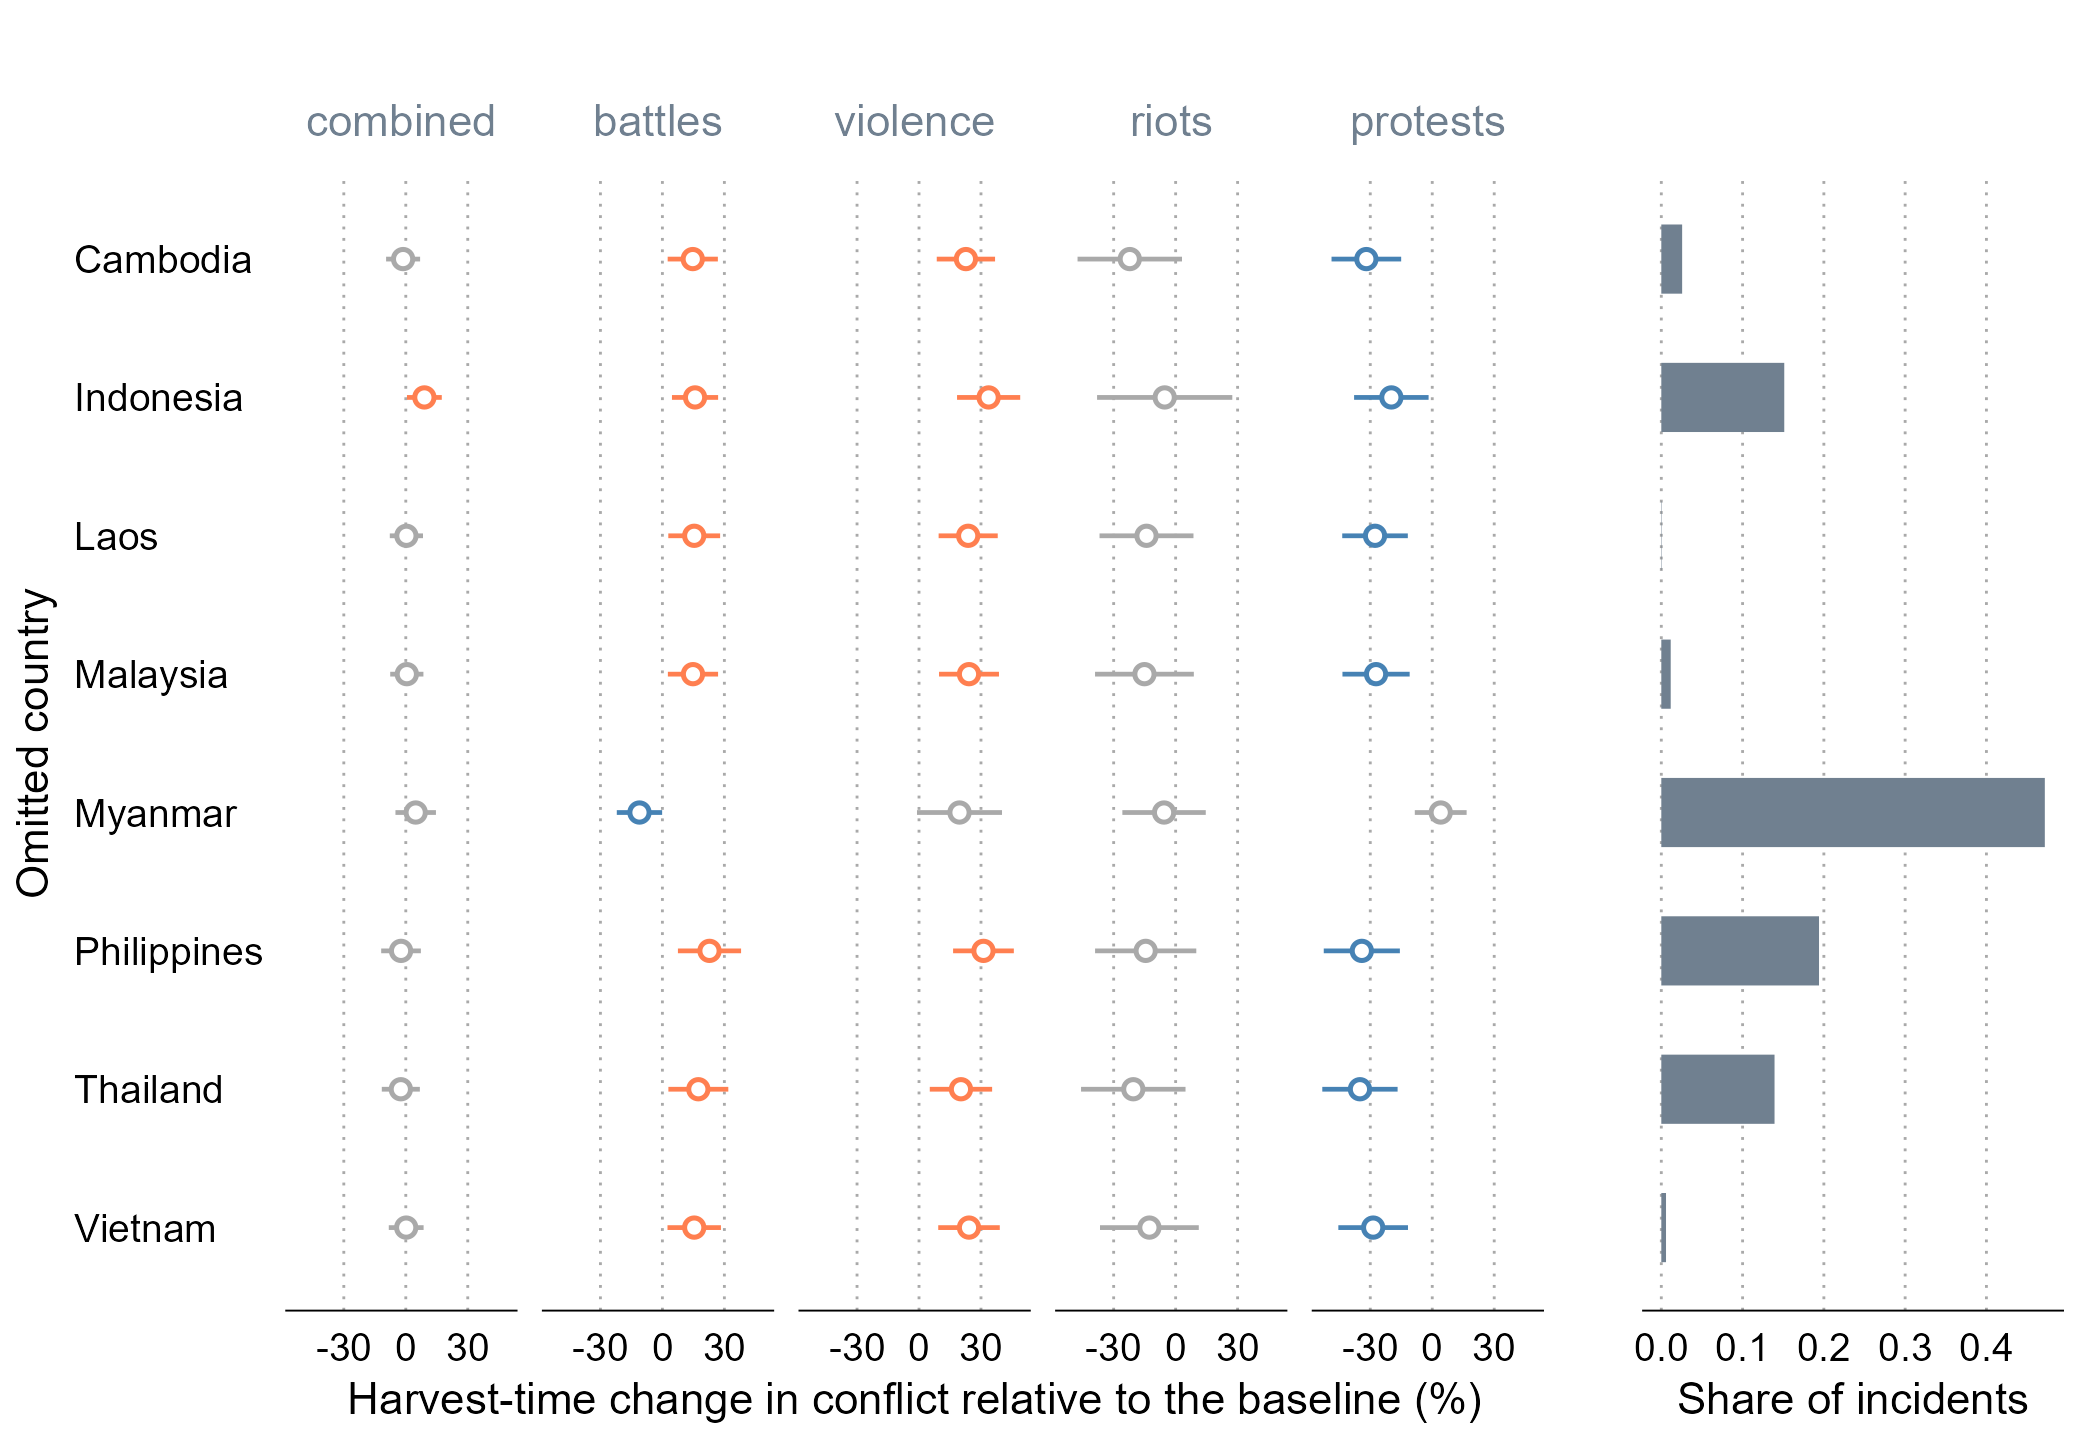 combined battles violence riots protests
Cambodia
Indonesia
Laos
Malaysia
Myanmar
Philippines
Thailand
Vietnam
Omitted country
-30 0 30 -30 0 30 -30 0 30 -30 0 30 -30 0 30 0.0 0.1 0.2 0.3 0.4
Harvest-time change in conflict relative to the baseline (%) Share of incidents